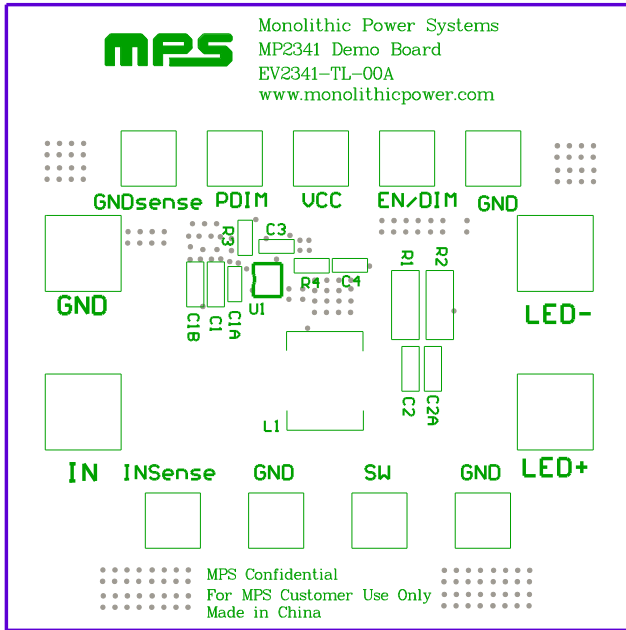 mps
Monolithic Power Systems
MP2341 Demo Board
EV2341-TL-00A
www.monolithicpower.com
GNDsense
PDIM
VCC
EN/DIM
GND
R3
C3
R4
C4
R1
R2
GND
C1B
C1
C1A
U1
LED-
L1
C2
C2A
IN
INSense
GND
SW
GND
LED+
MPS Confidential
For MPS Customer Use Only
Made in China